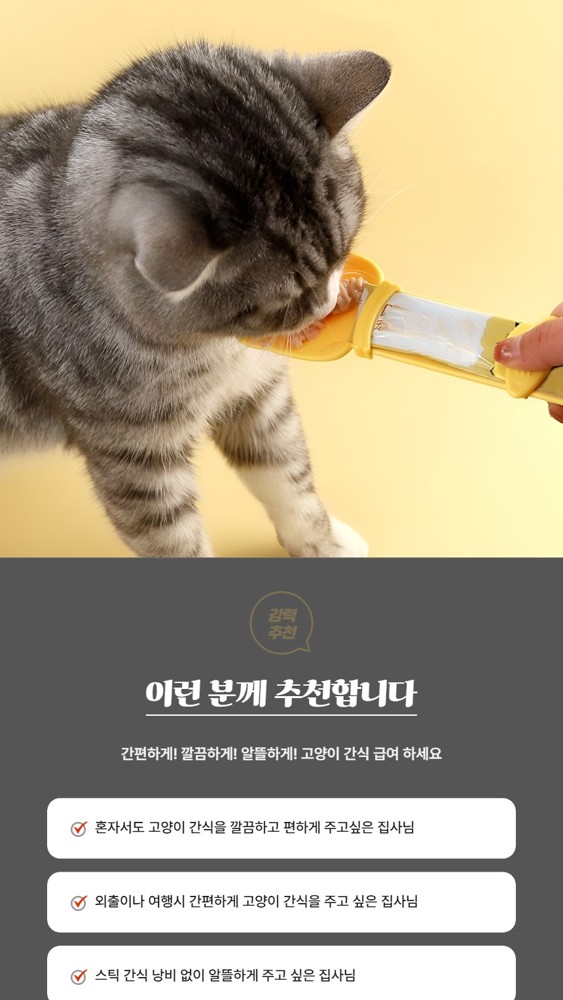 강력
추천
이런 분께 추천합니다
간편하게! 깔끔하게! 알뜰하게! 고양이 간식 급여 하세요
혼자서도 고양이 간식을 깔끔하고 편하게 주고싶은 집사님
외출이나 여행시 간편하게 고양이 간식을 주고 싶은 집사님
스틱 간식 낭비 없이 알뜰하게 주고 싶은 집사님